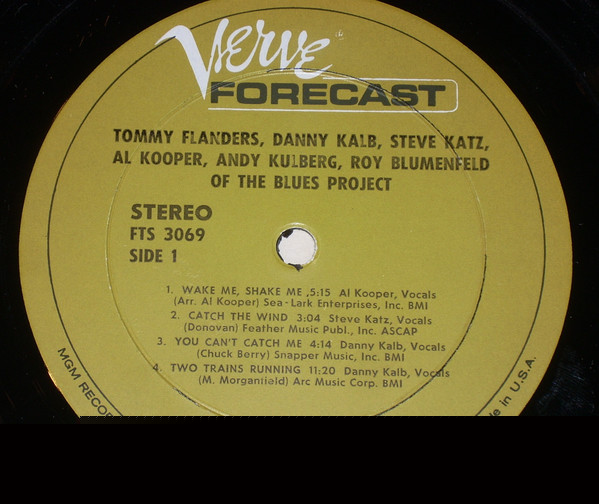 Verve
FORECAST
TOMMY FLANDERS, DANNY KALB, STEVE KATZ,
AL KOOPER, ANDY KULBERG, ROY BLUMENFELD
OF THE BLUES PROJECT
STEREO
FTS 3069
SIDE 1
1. WAKE ME, SHAKE ME ,5:15 Al Kooper, Vocals
(Arr. Al Kooper) Sea-Lark Enterprises, Inc. BMI
2. CATCH THE WIND 3:04 Steve Katz, Vocals
(Donovan) Feather Music Publ., Inc. ASCAP
3. YOU CAN'T CATCH ME 4:14 Danny Kalb, Vocals
(Chuck Berry) Snapper Music, Inc. BMI
4. TWO TRAINS RUNNING 11:20 Danny Kalb, Vocals
(M. Morganfield) Arc Music Corp. BMI
MGM RECOR
de in U.S.A.